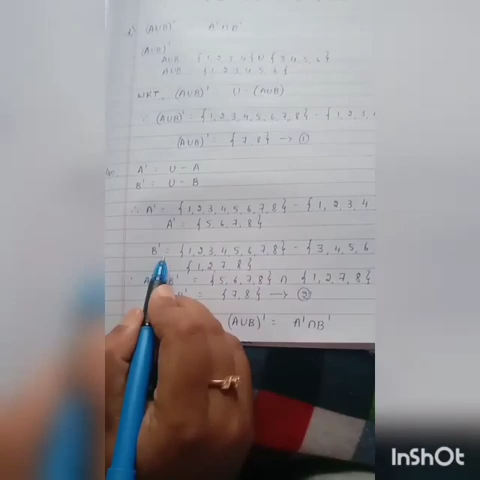 1) (A∪B)' A'∩B'
(A∪B)'
A∪B = {1,2,3,4} ∪ {3,4,5,6}
A∪B = {1,2,3,4,5,6}
WKT (A∪B)' U - (A∪B)
∴ (A∪B)' = {1,2,3,4,5,6,7,8} - {1,2,3,
(A∪B)' = {7,8} → ①
A' = U - A
B' = U - B
∴ A' = {1,2,3,4,5,6,7,8} - {1,2,3,4
A' = {5,6,7,8}
B' = {1,2,3,4,5,6,7,8} - {3,4,5,6
{1,2,7,8}
= {5,6,7,8} ∩ {1,2,7,8}
= {7,8} → ②
(A∪B)' = A'∩B'
InShOt